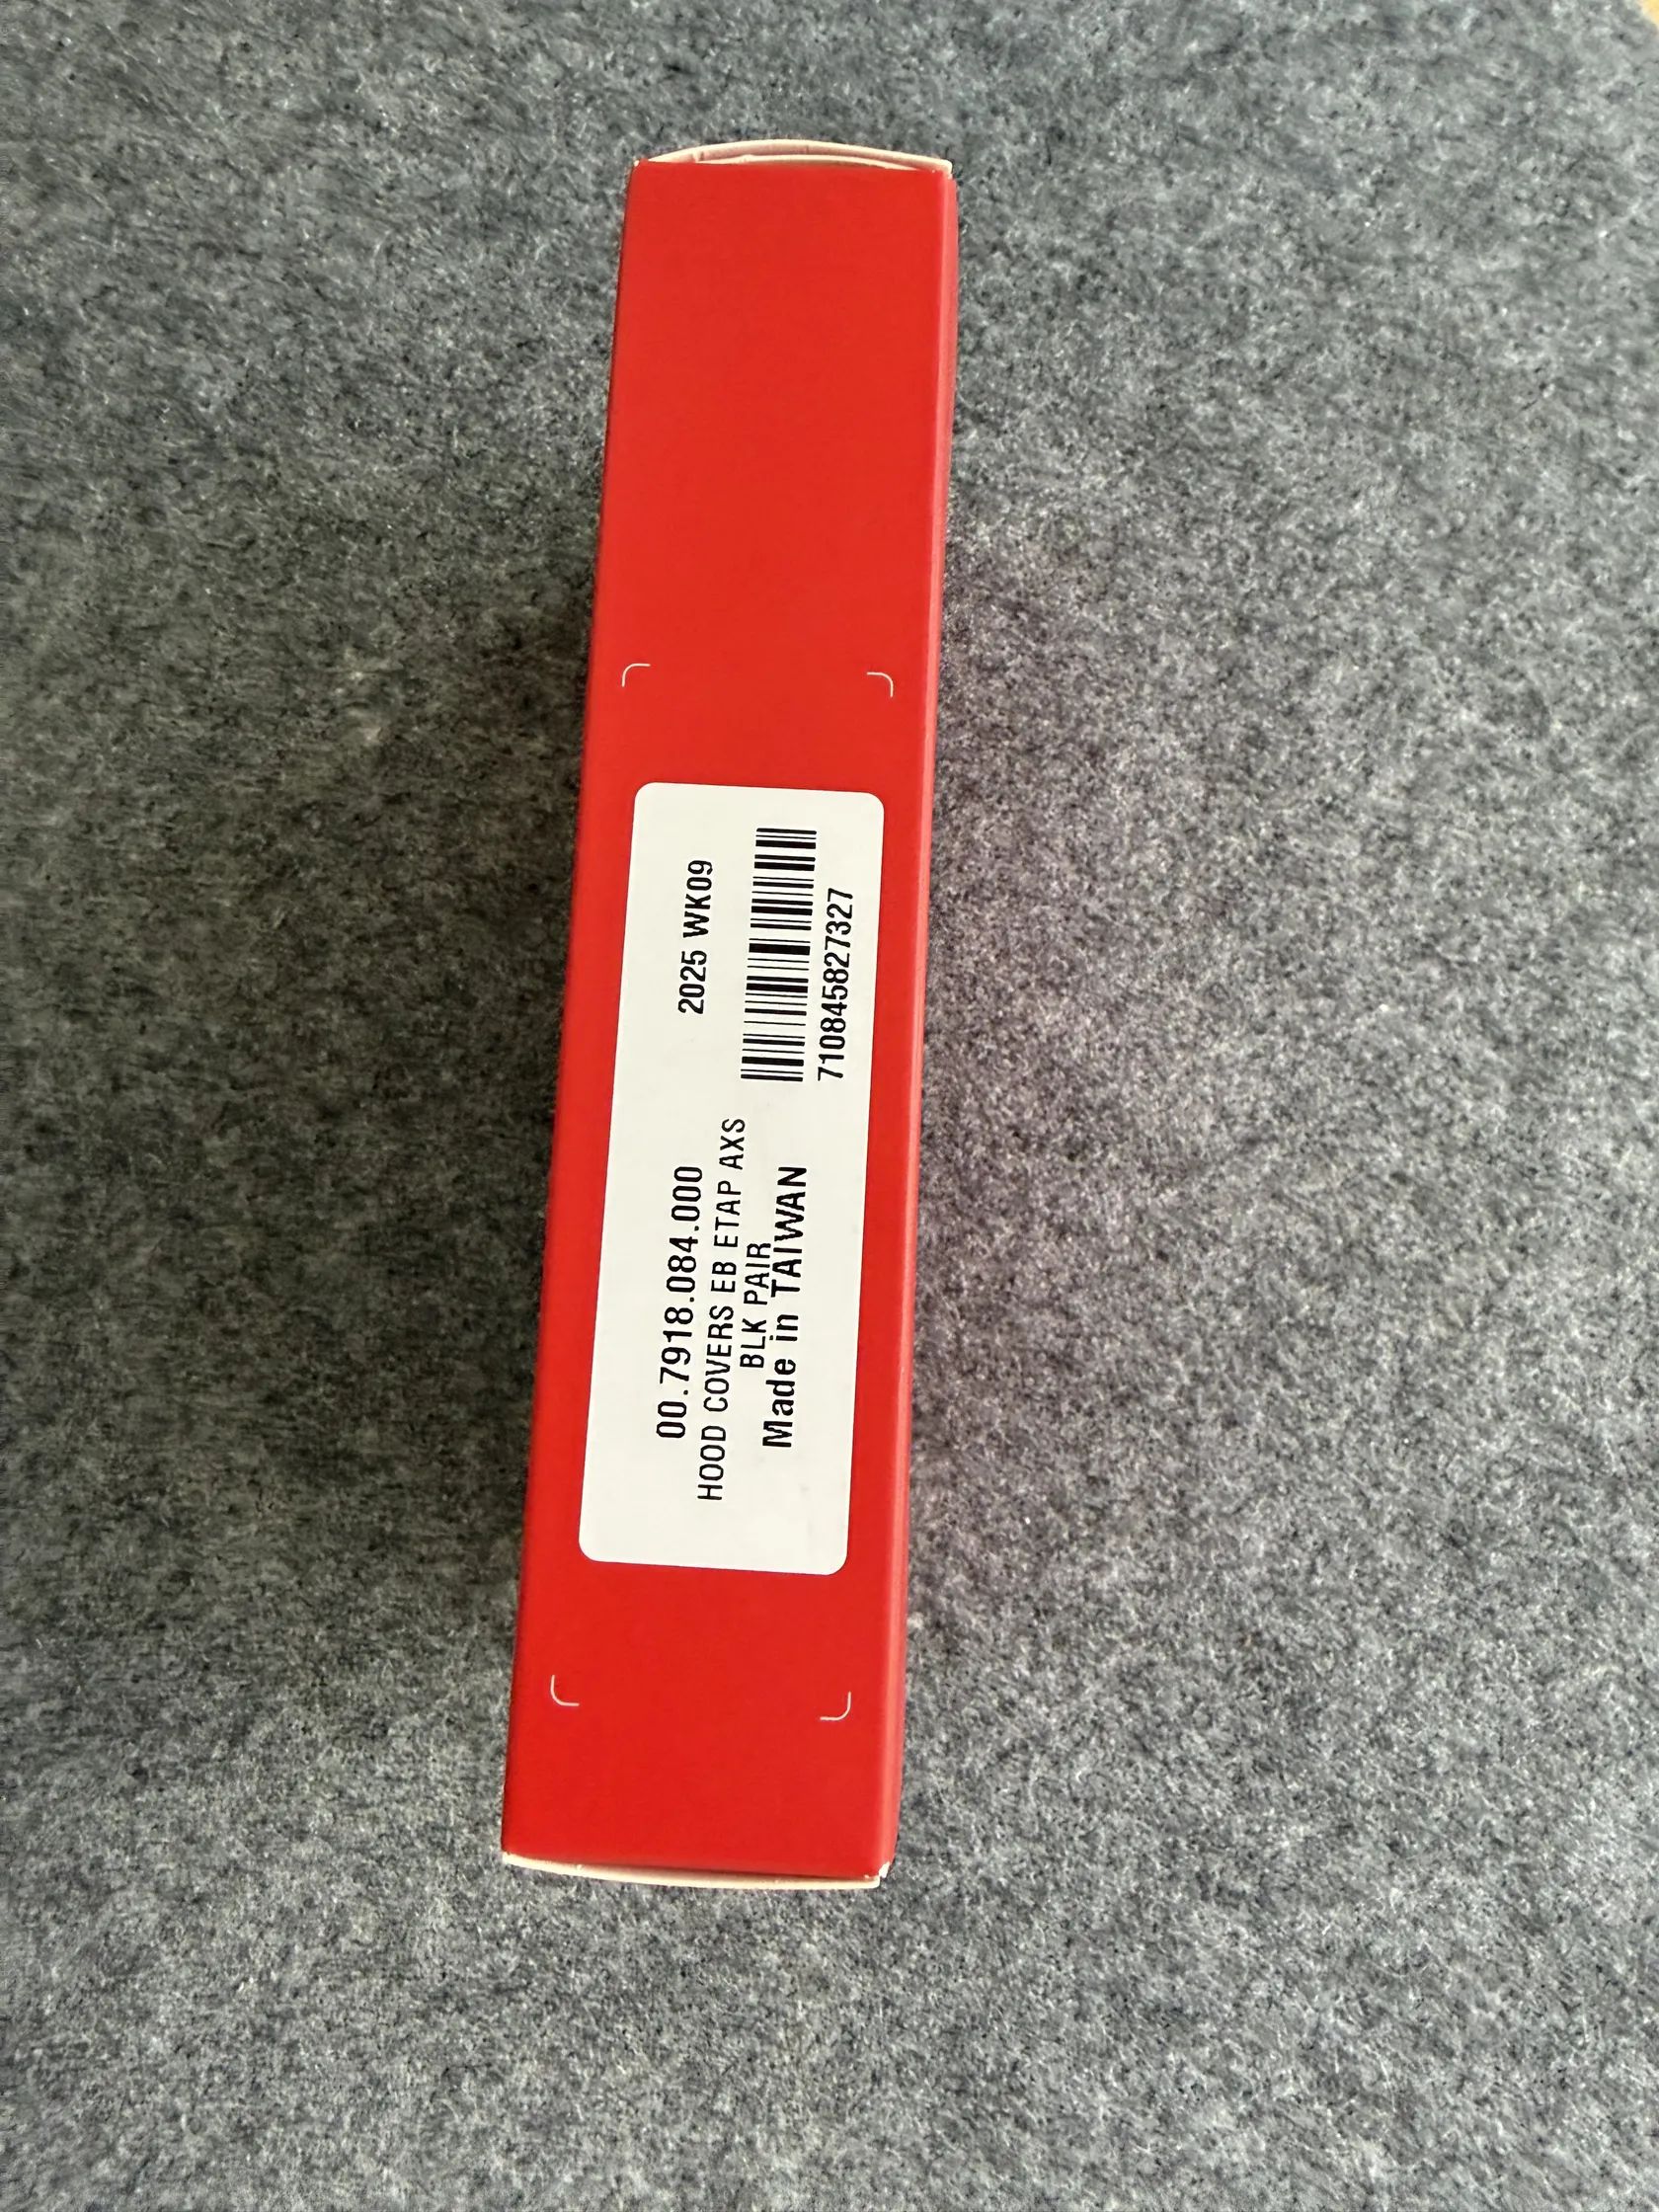 00.7918.084.000
HOOD COVERS EB ETAP AXS
BLK PAIR
Made in TAIWAN
2025 WK09
710845827327